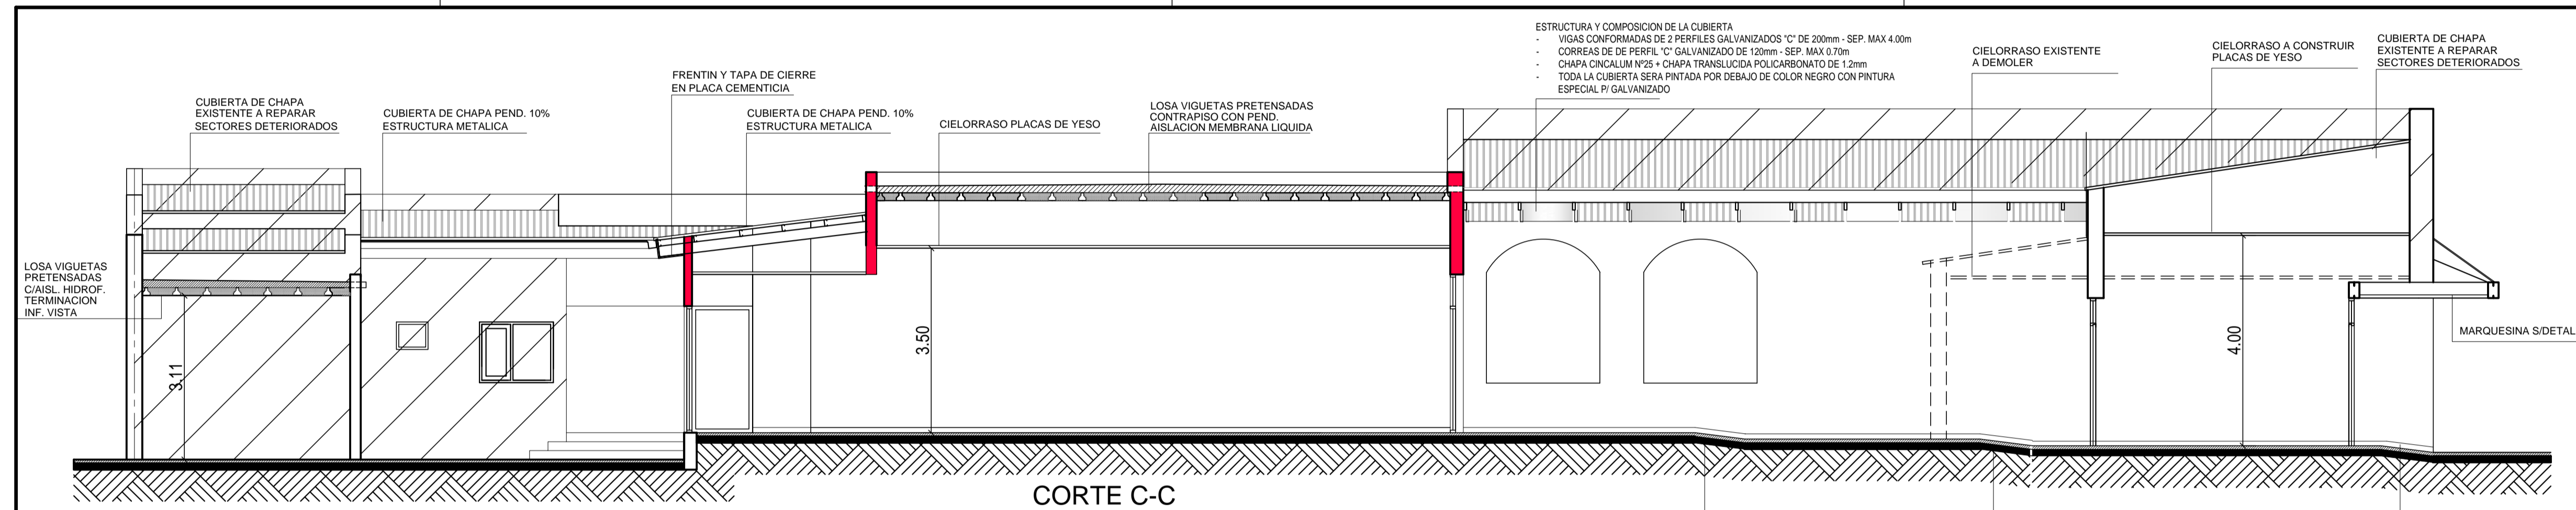 ESTRUCTURA Y COMPOSICION DE LA CUBIERTA
- VIGAS CONFORMADAS DE 2 PERFILES GALVANIZADOS "C" DE 200mm - SEP. MAX 4.00m
- CORREAS DE DE PERFIL "C" GALVANIZADO DE 120mm - SEP. MAX 0.70m
- CHAPA CINCALUM Nº25 + CHAPA TRANSLUCIDA POLICARBONATO DE 1.2mm
- TODA LA CUBIERTA SERA PINTADA POR DEBAJO DE COLOR NEGRO CON PINTURA
ESPECIAL P/ GALVANIZADO
CIELORRASO EXISTENTE
A DEMOLER
CIELORRASO A CONSTRUIR
PLACAS DE YESO
CUBIERTA DE CHAPA
EXISTENTE A REPARAR
SECTORES DETERIORADOS
FRENTIN Y TAPA DE CIERRE
EN PLACA CEMENTICIA
CUBIERTA DE CHAPA
EXISTENTE A REPARAR
SECTORES DETERIORADOS
CUBIERTA DE CHAPA PEND. 10%
ESTRUCTURA METALICA
CUBIERTA DE CHAPA PEND. 10%
ESTRUCTURA METALICA
CIELORRASO PLACAS DE YESO
LOSA VIGUETAS PRETENSADAS
CONTRAPISO CON PEND.
AISLACION MEMBRANA LIQUIDA
LOSA VIGUETAS
PRETENSADAS
C/AISL. HIDROF.
TERMINACION
INF. VISTA
3.11
3.50
4.00
MARQUESINA S/DETAL
CORTE C-C